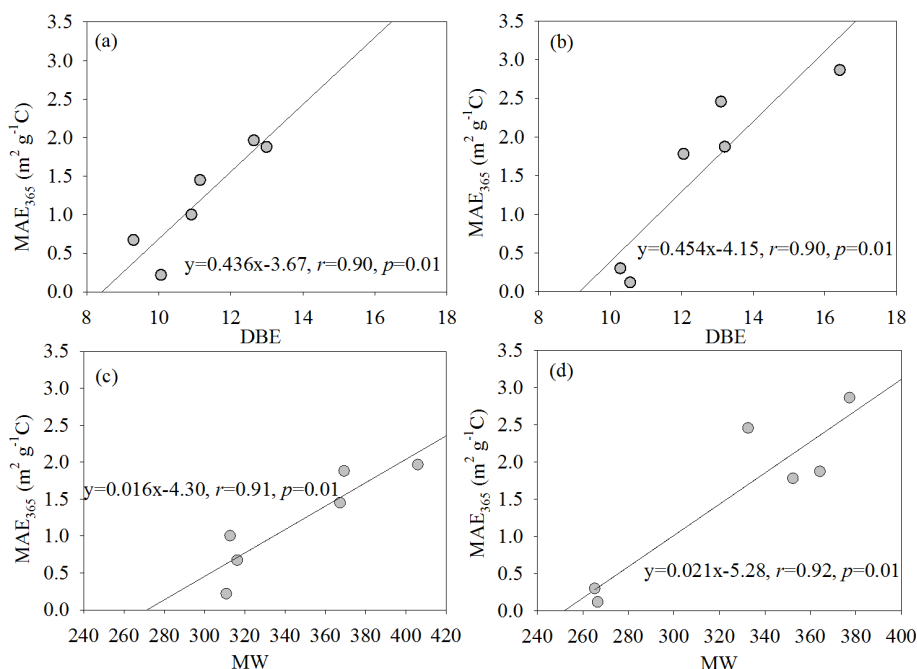 (a)
3.5
3.0
2.5
2.0
1.5
1.0
0.5
0.0
MAE365 (m2 g-1C)
y=0.436x-3.67, r=0.90, p=0.01
8 10 12 14 16 18
DBE
(b)
3.5
3.0
2.5
2.0
1.5
1.0
0.5
0.0
MAE365 (m2 g-1C)
y=0.454x-4.15, r=0.90, p=0.01
8 10 12 14 16 18
DBE
(c)
3.5
3.0
2.5
2.0
1.5
1.0
0.5
0.0
MAE365 (m2 g-1C)
y=0.016x-4.30, r=0.91, p=0.01
240 260 280 300 320 340 360 380 400 420
MW
(d)
3.5
3.0
2.5
2.0
1.5
1.0
0.5
0.0
MAE365 (m2 g-1C)
y=0.021x-5.28, r=0.92, p=0.01
240 260 280 300 320 340 360 380 400
MW